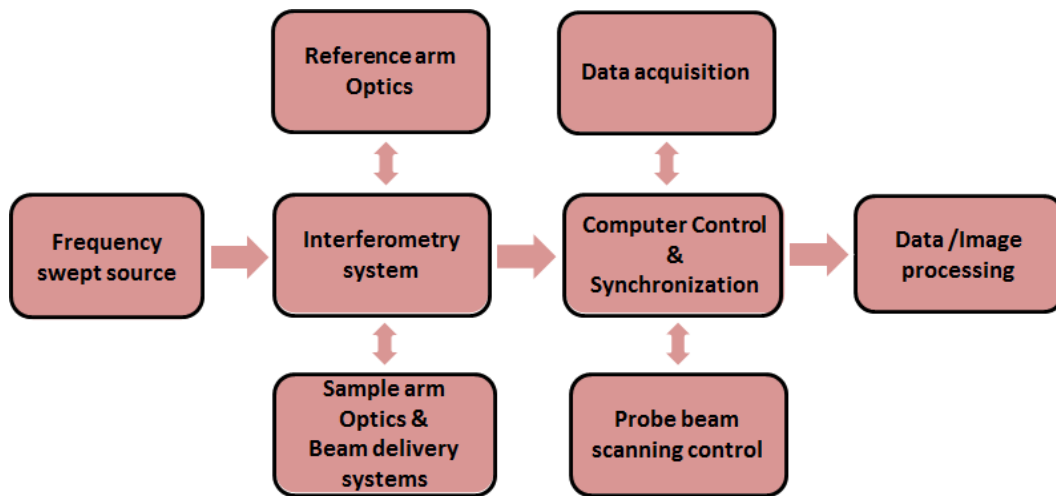 Reference arm
Optics
Data acquisition
Frequency
swept source
Interferometry
system
Computer Control
&
Synchronization
Data /Image
processing
Sample arm
Optics &
Beam delivery
systems
Probe beam
scanning control